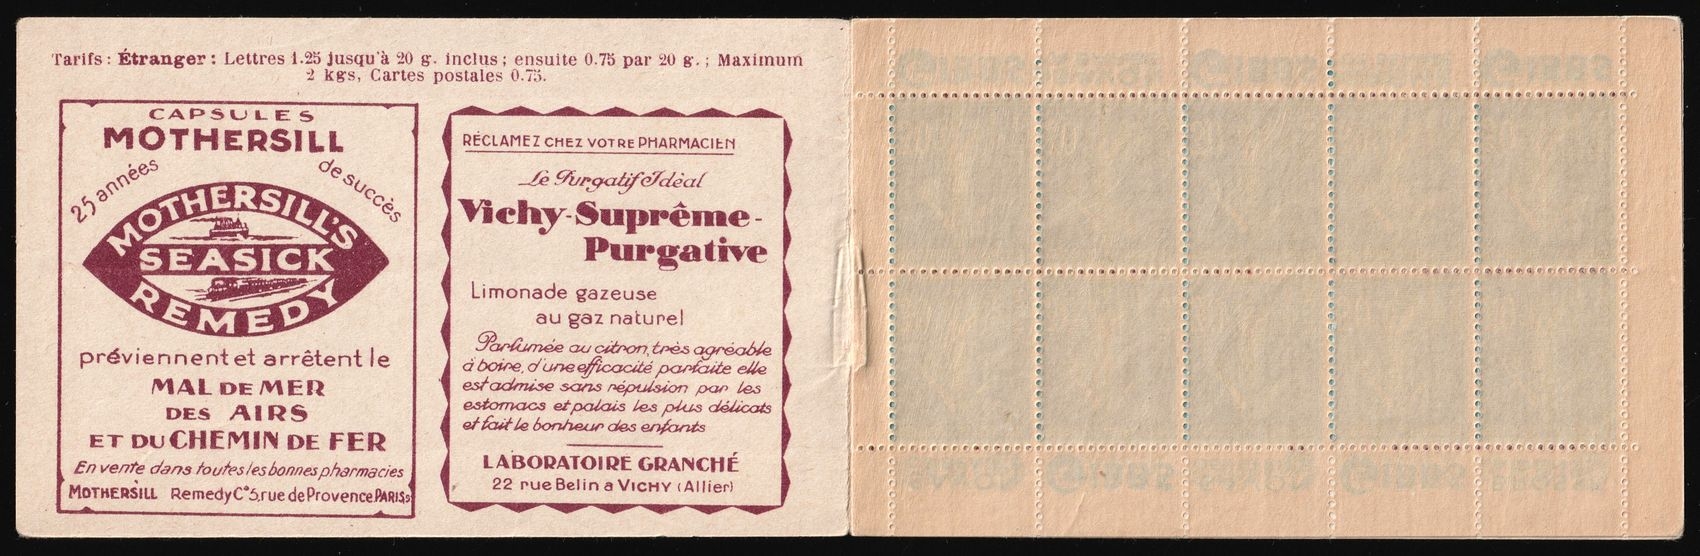 Tarifs : Étranger : Lettres 1.25 jusqu'à 20 g. inclus ; ensuite 0.75 par 20 g. ; Maximum
2 kgs, Cartes postales 0.75.
CAPSULES
MOTHERSILL
25 années de succès
MOTHERSILL'S
SEASICK
REMEDY
préviennent et arrêtent le
MAL DE MER
DES AIRS
ET DU CHEMIN DE FER
En vente dans toutes les bonnes pharmacies
MOTHERSILL Remedy Cº 5, rue de Provence PARIS
RÉCLAMEZ CHEZ VOTRE PHARMACIEN
Le Purgatif Idéal
Vichy-Suprême-
Purgative
Limonade gazeuse
au gaz naturel
Parfumée au citron, très agréable
à boire, d'une efficacité parfaite elle
est admise sans répulsion par les
estomacs et palais les plus délicats
et fait le bonheur des enfants
LABORATOIRE GRANCHÉ
22 rue Belin a VICHY (Allier)